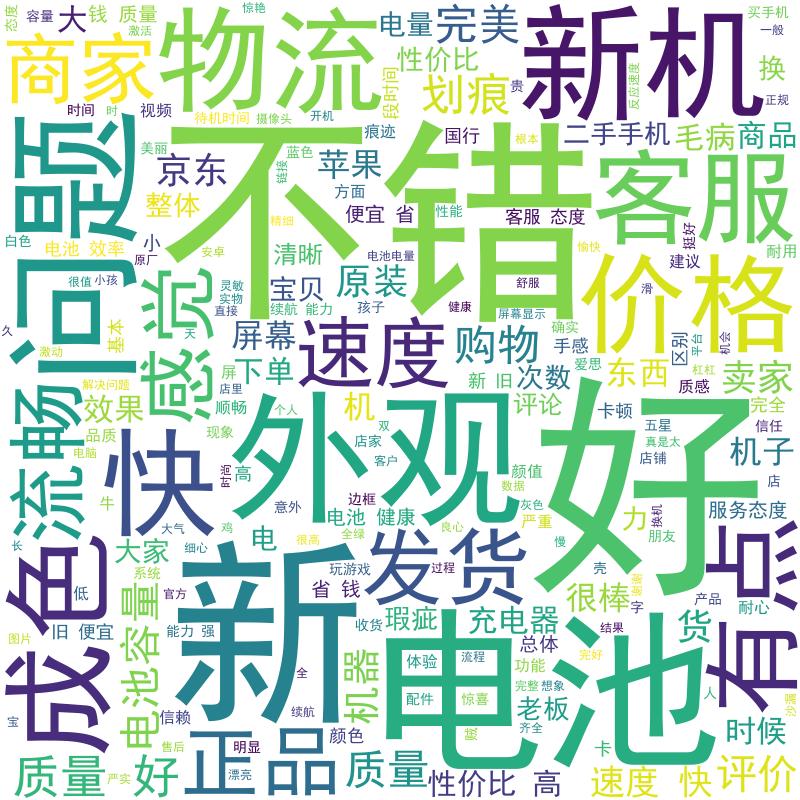 态度
容量
大
钱
质量
激活
惊艳
商家
物流
电量
完美
性价比
段时间
划痕
贵
新机
反应速度
买手机
一般
换
正规
时间
时
视频
待机时间
摄像头
开机
痕迹
国行
根本
二手手机
毛病
商品
问题
美丽
京东
蓝色
链接
苹果
方面
不错
客服
整体
精细
便宜 省
性能
客服 态度
挺好
白色
电池 效率
原厂
小
安卓
清晰
电池电量
愉快
建议
耐用
很值
小孩
灵敏
实物
直接
宝贝
续航 能力
原装
孩子
健康
舒服
屏幕显示
滑
价格
久
激动
基本
感觉
天
屏幕
速度
购物
确实
手感
区别
平台
机会
解决问题
屏
店里
下单
新 旧
次数
爱思
东西
杠杠
质感
卖家
流畅
效果
顺畅
个人
机
双
评论
卡顿
五星
完全
信任
品质
电脑
现象
店家
客户
真是太
店铺
机子
快
高
时间
外观
颜值
数据
好
店
牛
大气
意外
边框
电池 健康
灰色
严重
力
换机
服务态度
长
成色
鸡
细心
电
全绿
很高
良心
发货
慢
朋友
有点
大家
系统
低
官方
新
玩游戏
过程
省 钱
壳
很棒
谢谢
字
产品
耐心
电池容量
旧 便宜
能力 强
收货
瑕疵
充电器
货
结果
图片
总体
完好
机器
体验
流程
功能
电池
全
配件
惊喜
完整
想象
人
宝
信赖
续航
老板
时候
沙漏
售后
正品
明显
颜色
齐全
卡
质量
严实
好
漂亮
质量
性价比 高
速度 快
评价